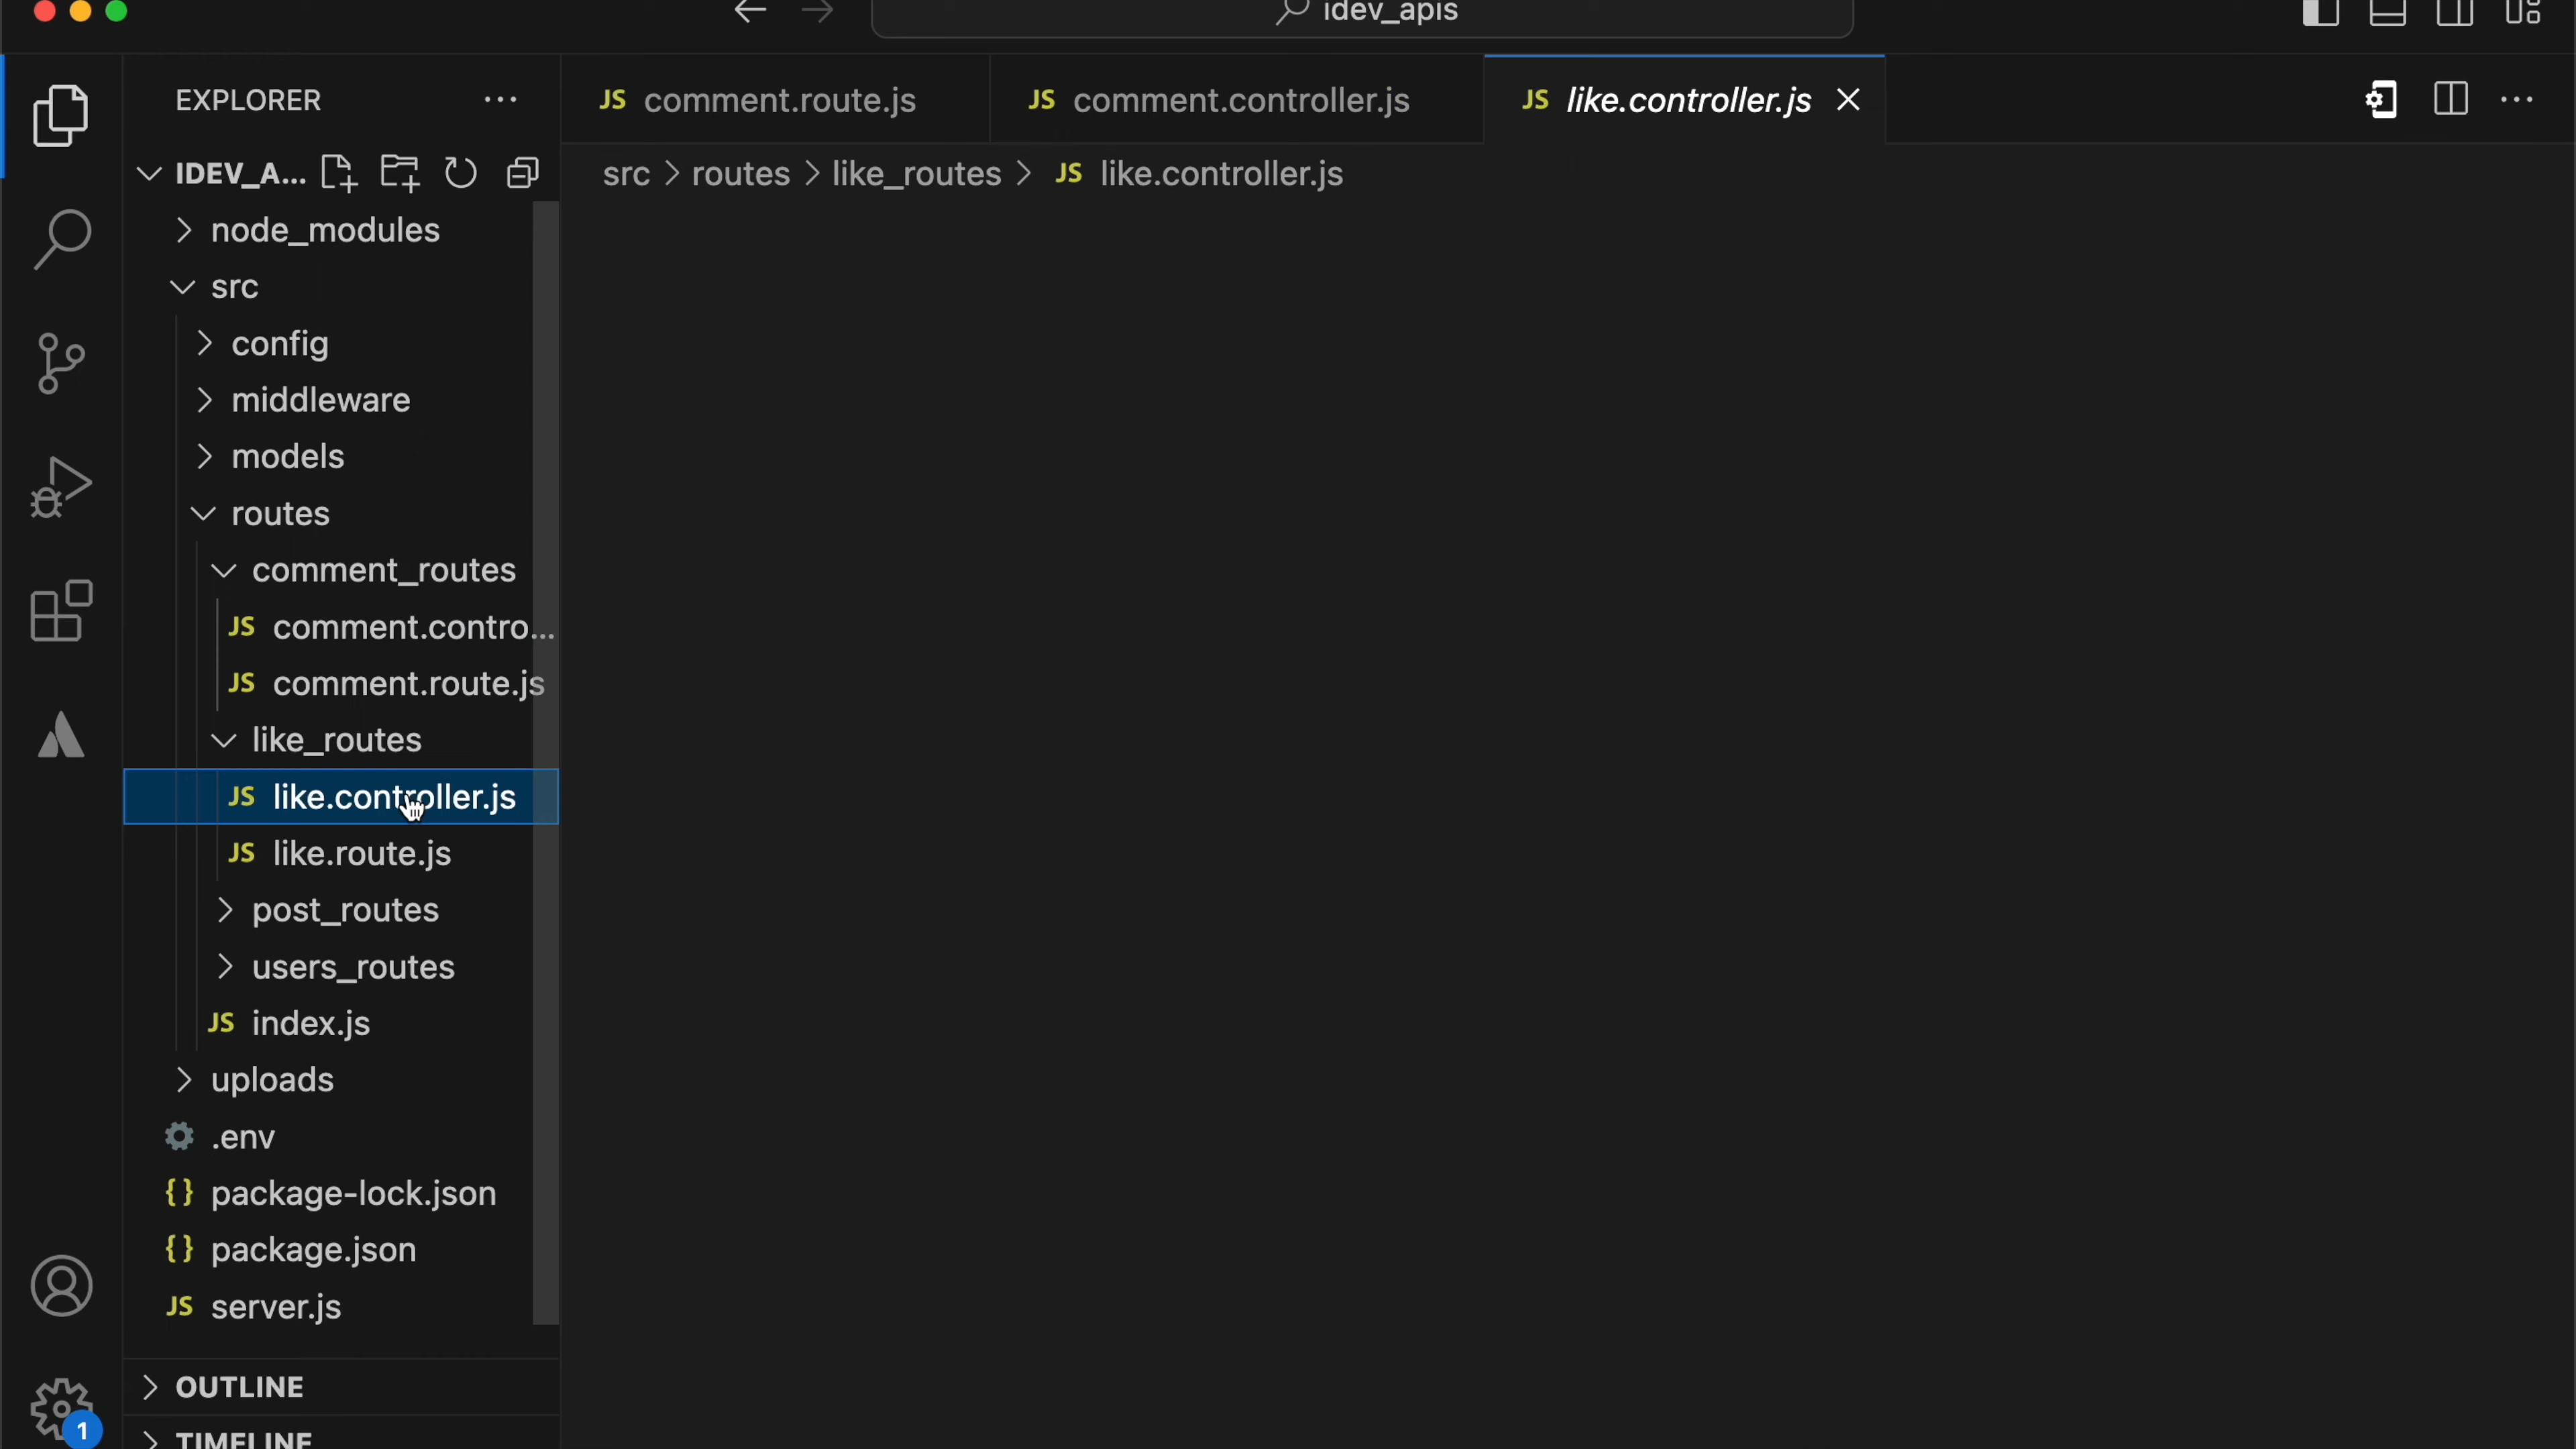 idev_apis
EXPLORER
JS comment.route.js
JS comment.controller.js
JS like.controller.js
IDEV_A...
src > routes > like_routes > JS like.controller.js
node_modules
src
config
middleware
models
routes
comment_routes
JS comment.contro...
JS comment.route.js
like_routes
JS like.controller.js
JS like.route.js
post_routes
users_routes
JS index.js
uploads
.env
{} package-lock.json
{} package.json
JS server.js
OUTLINE
1
TIMELINE